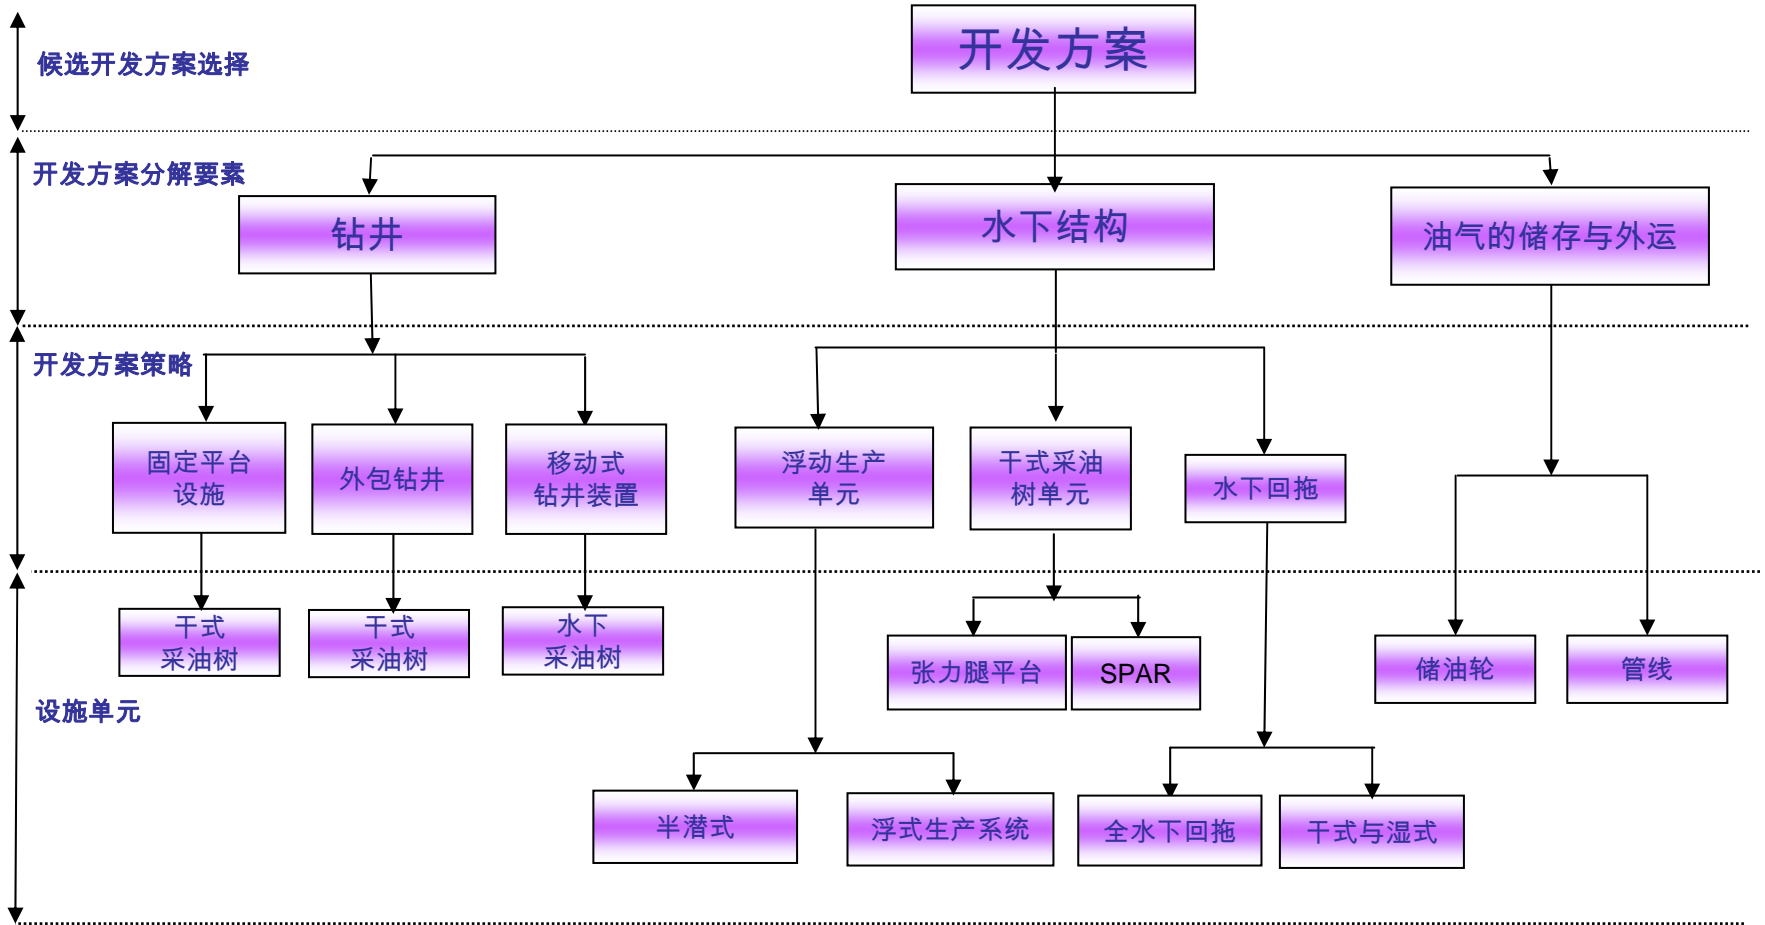 开发方案
候选开发方案选择
开发方案分解要素
钻井
水下结构
油气的储存与外运
开发方案策略
固定平台
设施
外包钻井
移动式
钻井装置
浮动生产
单元
干式采油
树单元
水下回拖
干式
采油树
干式
采油树
水下
采油树
张力腿平台
SPAR
储油轮
管线
设施单元
半潜式
浮式生产系统
全水下回拖
干式与湿式